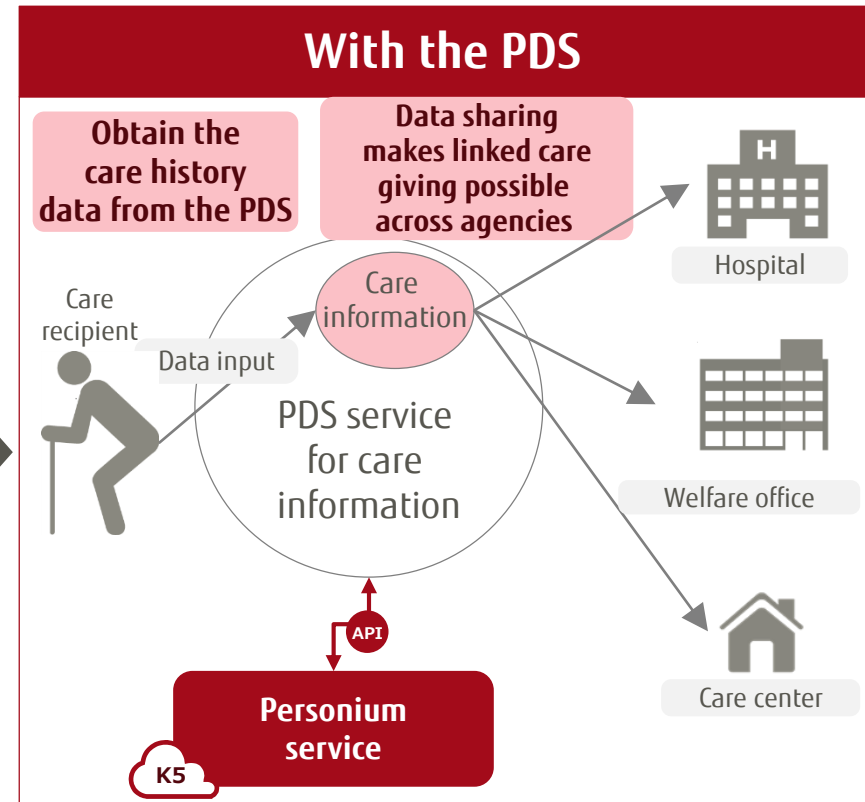 With the PDS
Obtain the
care history
data from the PDS
Data sharing
makes linked care
giving possible
across agencies
Hospital
Care
recipient
Data input
Care
information
PDS service
for care
information
Welfare office
API
Care center
Personium
service
K5
H